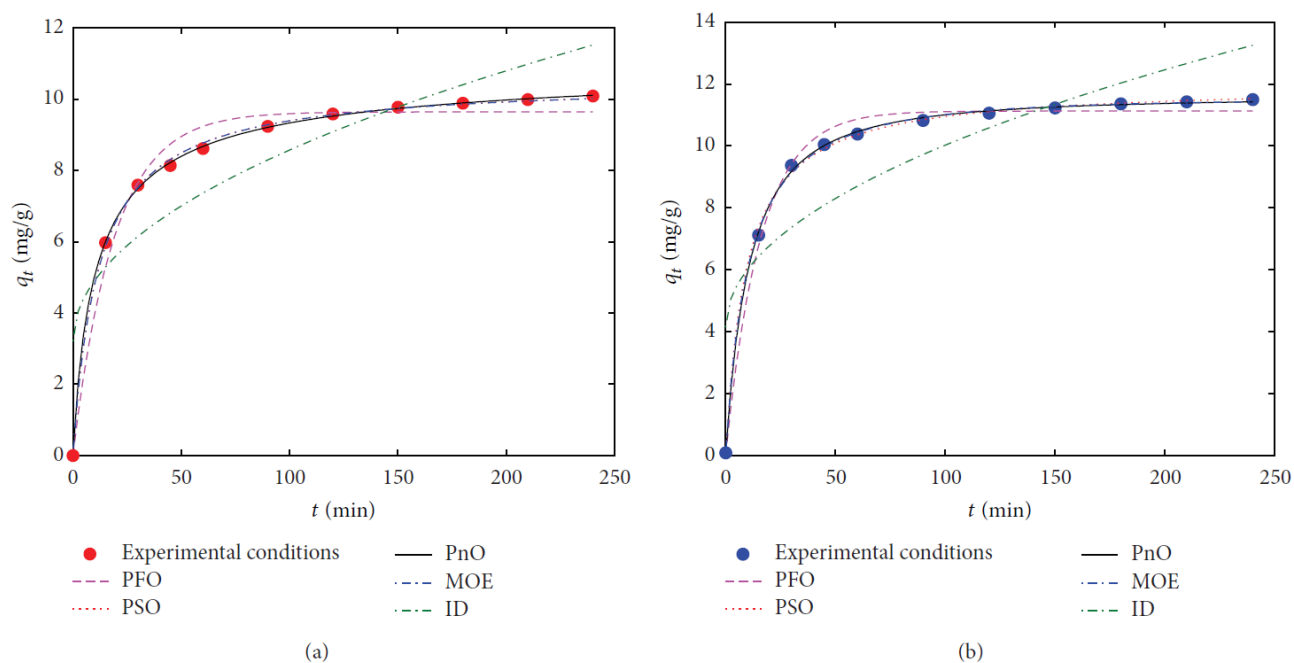 12
10
8
6
4
2
0
q_t (mg/g)
0 50 100 150 200 250
t (min)
Experimental conditions
PFO
PSO
PnO
MOE
ID
(a)
14
12
10
8
6
4
2
0
q_t (mg/g)
0 50 100 150 200 250
t (min)
Experimental conditions
PFO
PSO
PnO
MOE
ID
(b)